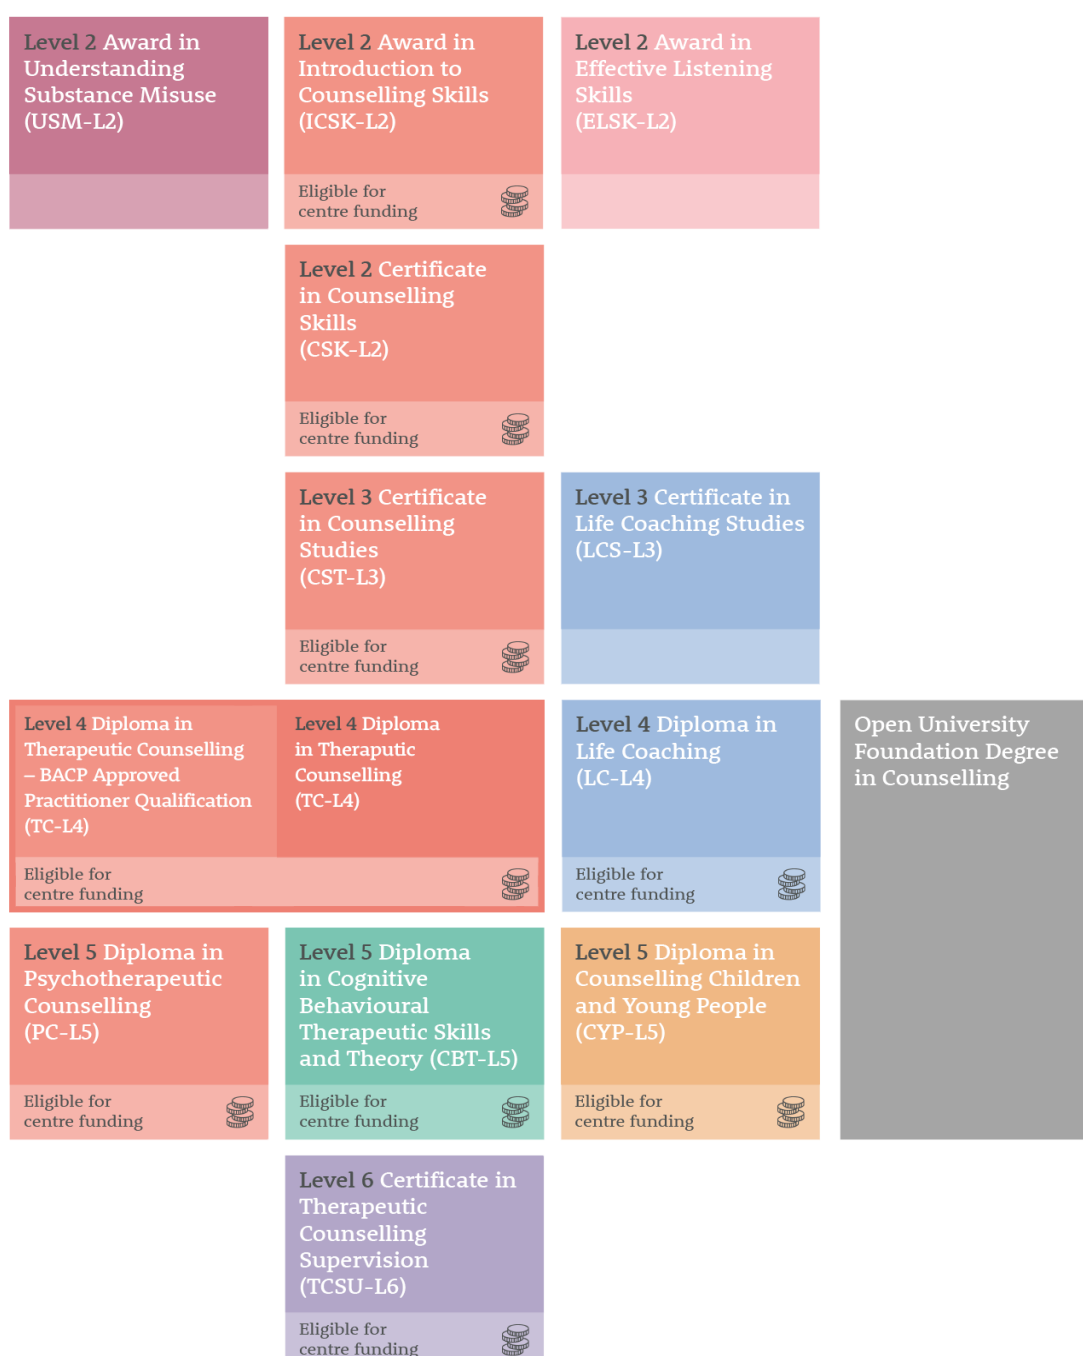 Level 2 Award in
Understanding
Substance Misuse
(USM-L2)
Level 2 Award in
Introduction to
Counselling Skills
(ICSK-L2)
Eligible for
centre funding
Level 2 Award in
Effective Listening
Skills
(ELSK-L2)
Level 2 Certificate
in Counselling
Skills
(CSK-L2)
Eligible for
centre funding
Level 3 Certificate
in Counselling
Studies
(CST-L3)
Eligible for
centre funding
Level 3 Certificate in
Life Coaching Studies
(LCS-L3)
Level 4 Diploma in
Therapeutic Counselling
– BACP Approved
Practitioner Qualification
(TC-L4)
Level 4 Diploma
in Theraputic
Counselling
(TC-L4)
Eligible for
centre funding
Level 4 Diploma in
Life Coaching
(LC-L4)
Eligible for
centre funding
Open University
Foundation Degree
in Counselling
Level 5 Diploma in
Psychotherapeutic
Counselling
(PC-L5)
Eligible for
centre funding
Level 5 Diploma
in Cognitive
Behavioural
Therapeutic Skills
and Theory (CBT-L5)
Eligible for
centre funding
Level 5 Diploma in
Counselling Children
and Young People
(CYP-L5)
Eligible for
centre funding
Level 6 Certificate in
Therapeutic
Counselling
Supervision
(TCSU-L6)
Eligible for
centre funding